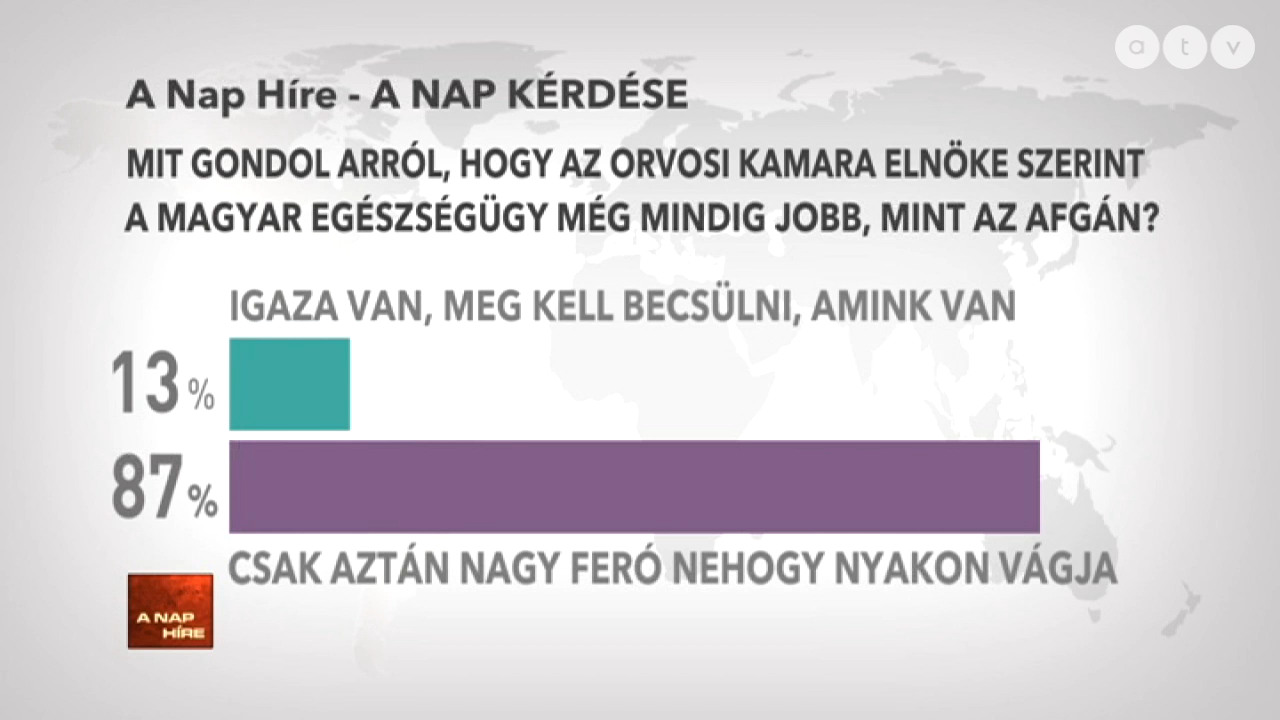 a t v
A Nap Híre - A NAP KÉRDÉSE
MIT GONDOL ARRÓL, HOGY AZ ORVOSI KAMARA ELNÖKE SZERINT
A MAGYAR EGÉSZSÉGÜGY MÉG MINDIG JOBB, MINT AZ AFGÁN?
IGAZA VAN, MEG KELL BECSÜLNI, AMINK VAN
13 %
87 %
CSAK AZTÁN NAGY FERÓ NEHOGY NYAKON VÁGJA
A NAP
HÍRE